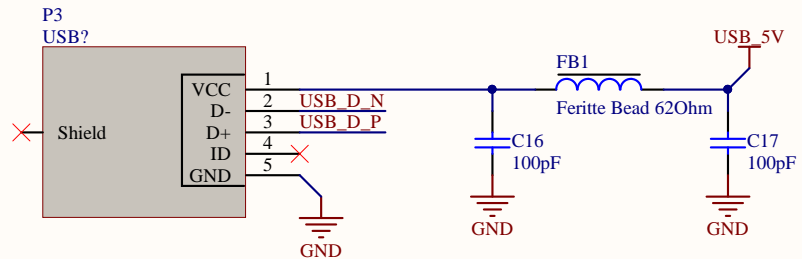 P3
USB?
Shield
VCC 1
D- 2 USB_D_N
D+ 3 USB_D_P
ID 4
GND 5
GND
C16
100pF
GND
FB1
Feritte Bead 62Ohm
USB_5V
C17
100pF
GND